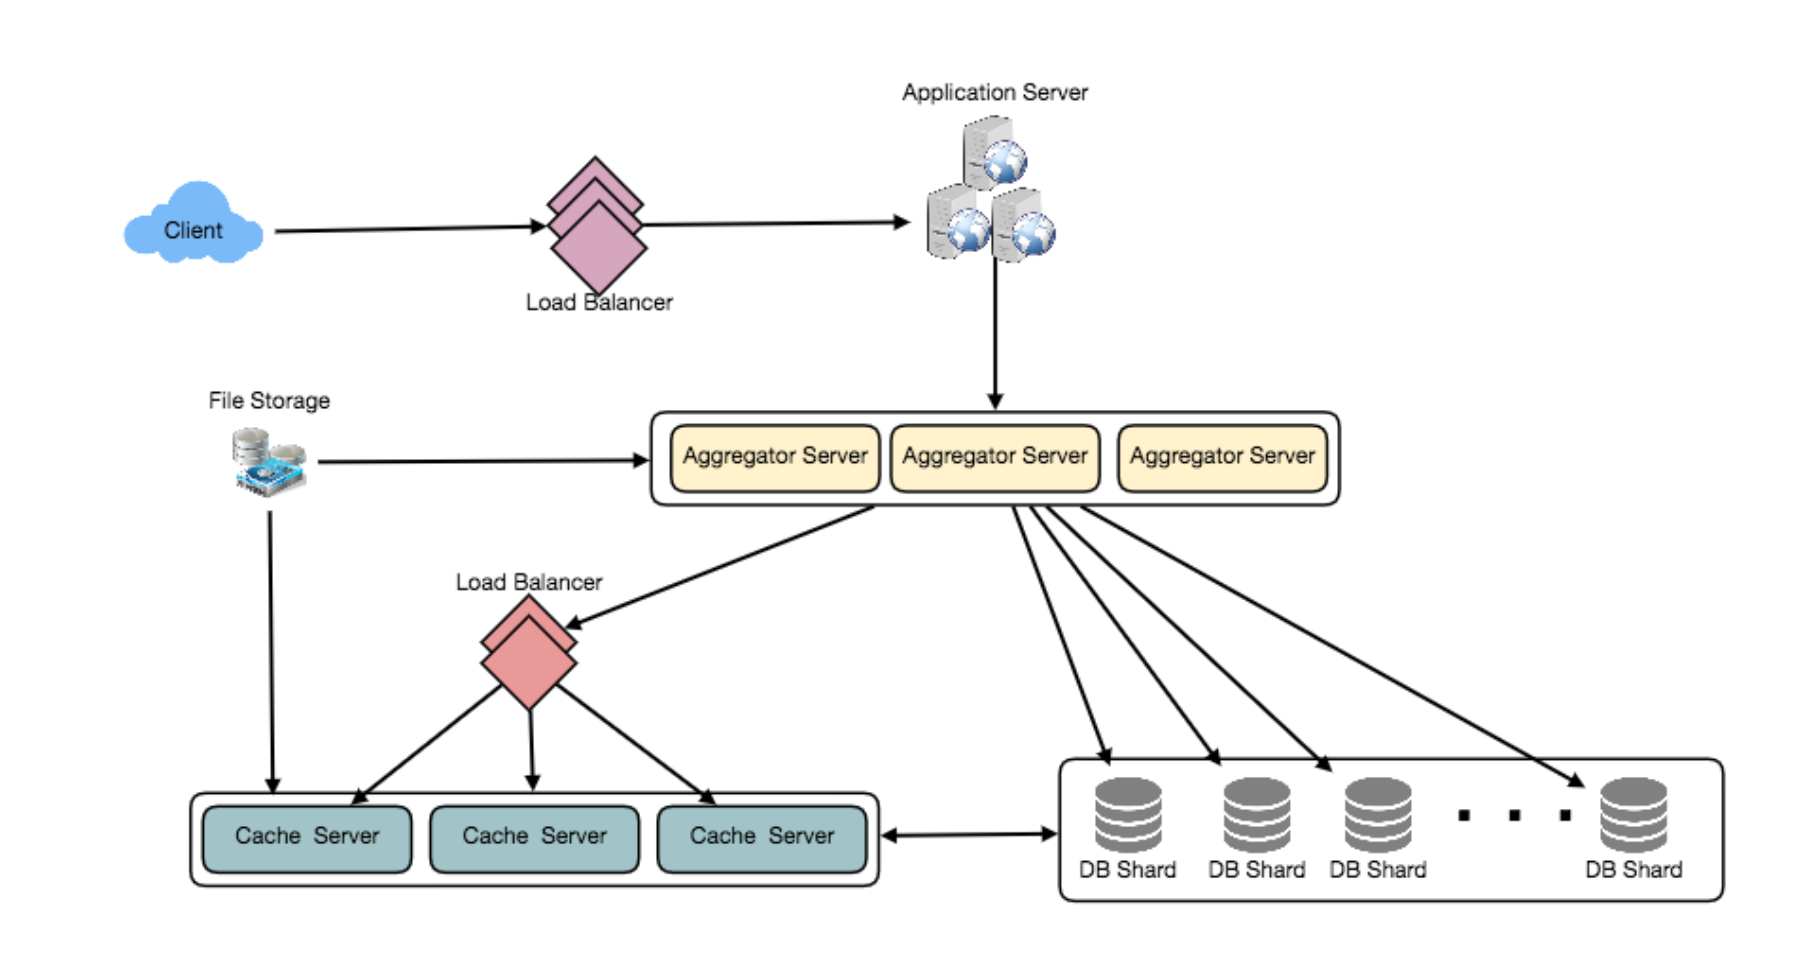 Application Server
Client
Load Balancer
File Storage
Aggregator Server
Aggregator Server
Aggregator Server
Load Balancer
Cache Server
Cache Server
Cache Server
DB Shard
DB Shard
DB Shard
DB Shard